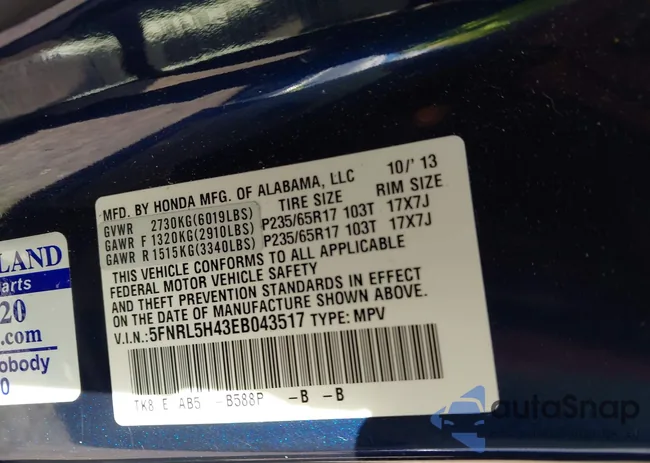 MFD. BY HONDA MFG. OF ALABAMA, LLC 10/' 13
GVWR 2730KG(6019LBS) TIRE SIZE RIM SIZE
GAWR F 1320KG(2910LBS) P235/65R17 103T 17X7J
GAWR R 1515KG(3340LBS) P235/65R17 103T 17X7J
THIS VEHICLE CONFORMS TO ALL APPLICABLE
FEDERAL MOTOR VEHICLE SAFETY
AND THEFT PREVENTION STANDARDS IN EFFECT
ON THE DATE OF MANUFACTURE SHOWN ABOVE.
V.I.N.:5FNRL5H43EB043517 TYPE: MPV
TK8 E AB5 -B588P -B -B
LAND
arts
20
.com
obody
0
autoSnap